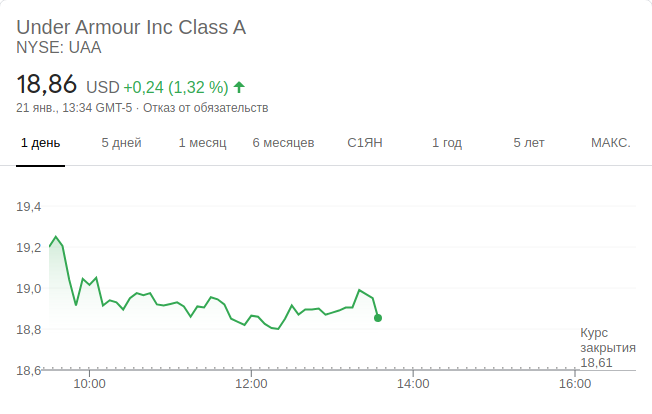 Under Armour Inc Class A
NYSE: UAA
18,86 USD +0,24 (1,32 %)
21 янв., 13:34 GMT-5 · Отказ от обязательств
1 день 5 дней 1 месяц 6 месяцев С1ЯН 1 год 5 лет МАКС.
19,4
19,2
19,0
18,8
Курс
закрытия
18,61
18,6
10:00 12:00 14:00 16:00